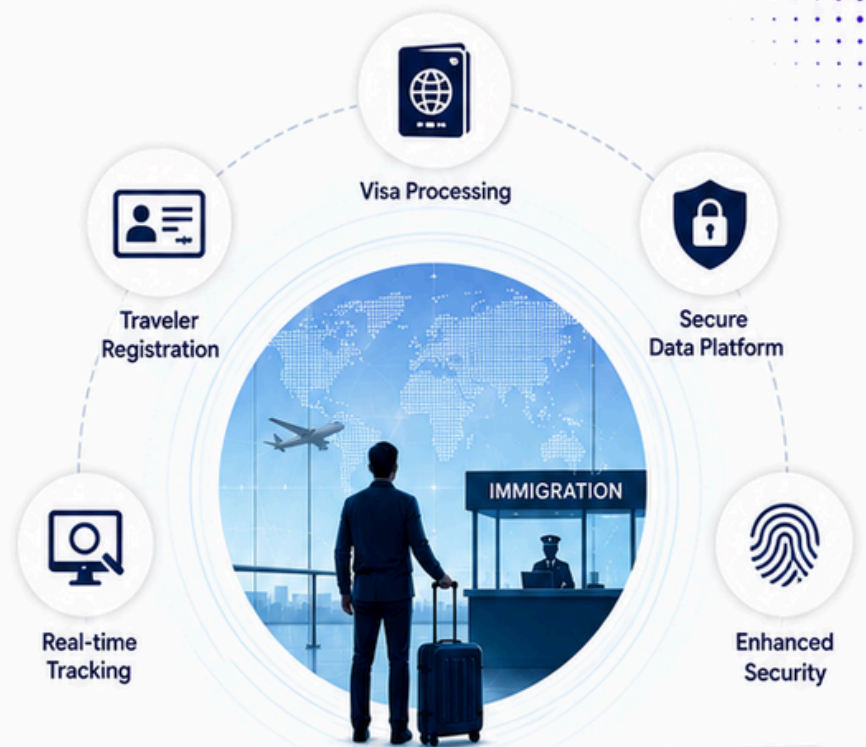 Visa Processing
Traveler
Registration
Secure
Data Platform
IMMIGRATION
Real-time
Tracking
Enhanced
Security